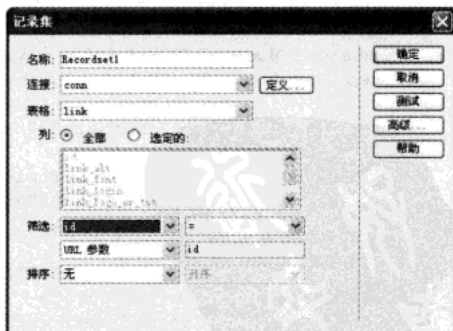 记录集
名称: Recordset1
确定
连接: conn
定义...
取消
表格: link
测试
列: 全部 选定的:
高级...
id
link_alt
link_font
link_login
link_logo_or_txt
帮助
筛选: id =
URL 参数 id
排序: 无 升序